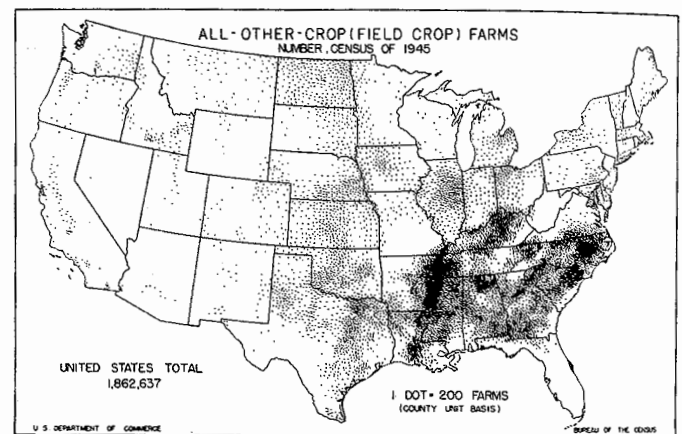 ALL-OTHER-CROP (FIELD CROP) FARMS
NUMBER, CENSUS OF 1945
UNITED STATES TOTAL
1,862,637
1 DOT = 200 FARMS
(COUNTY UNIT BASIS)
U S DEPARTMENT OF COMMERCE
BUREAU OF THE CENSUS